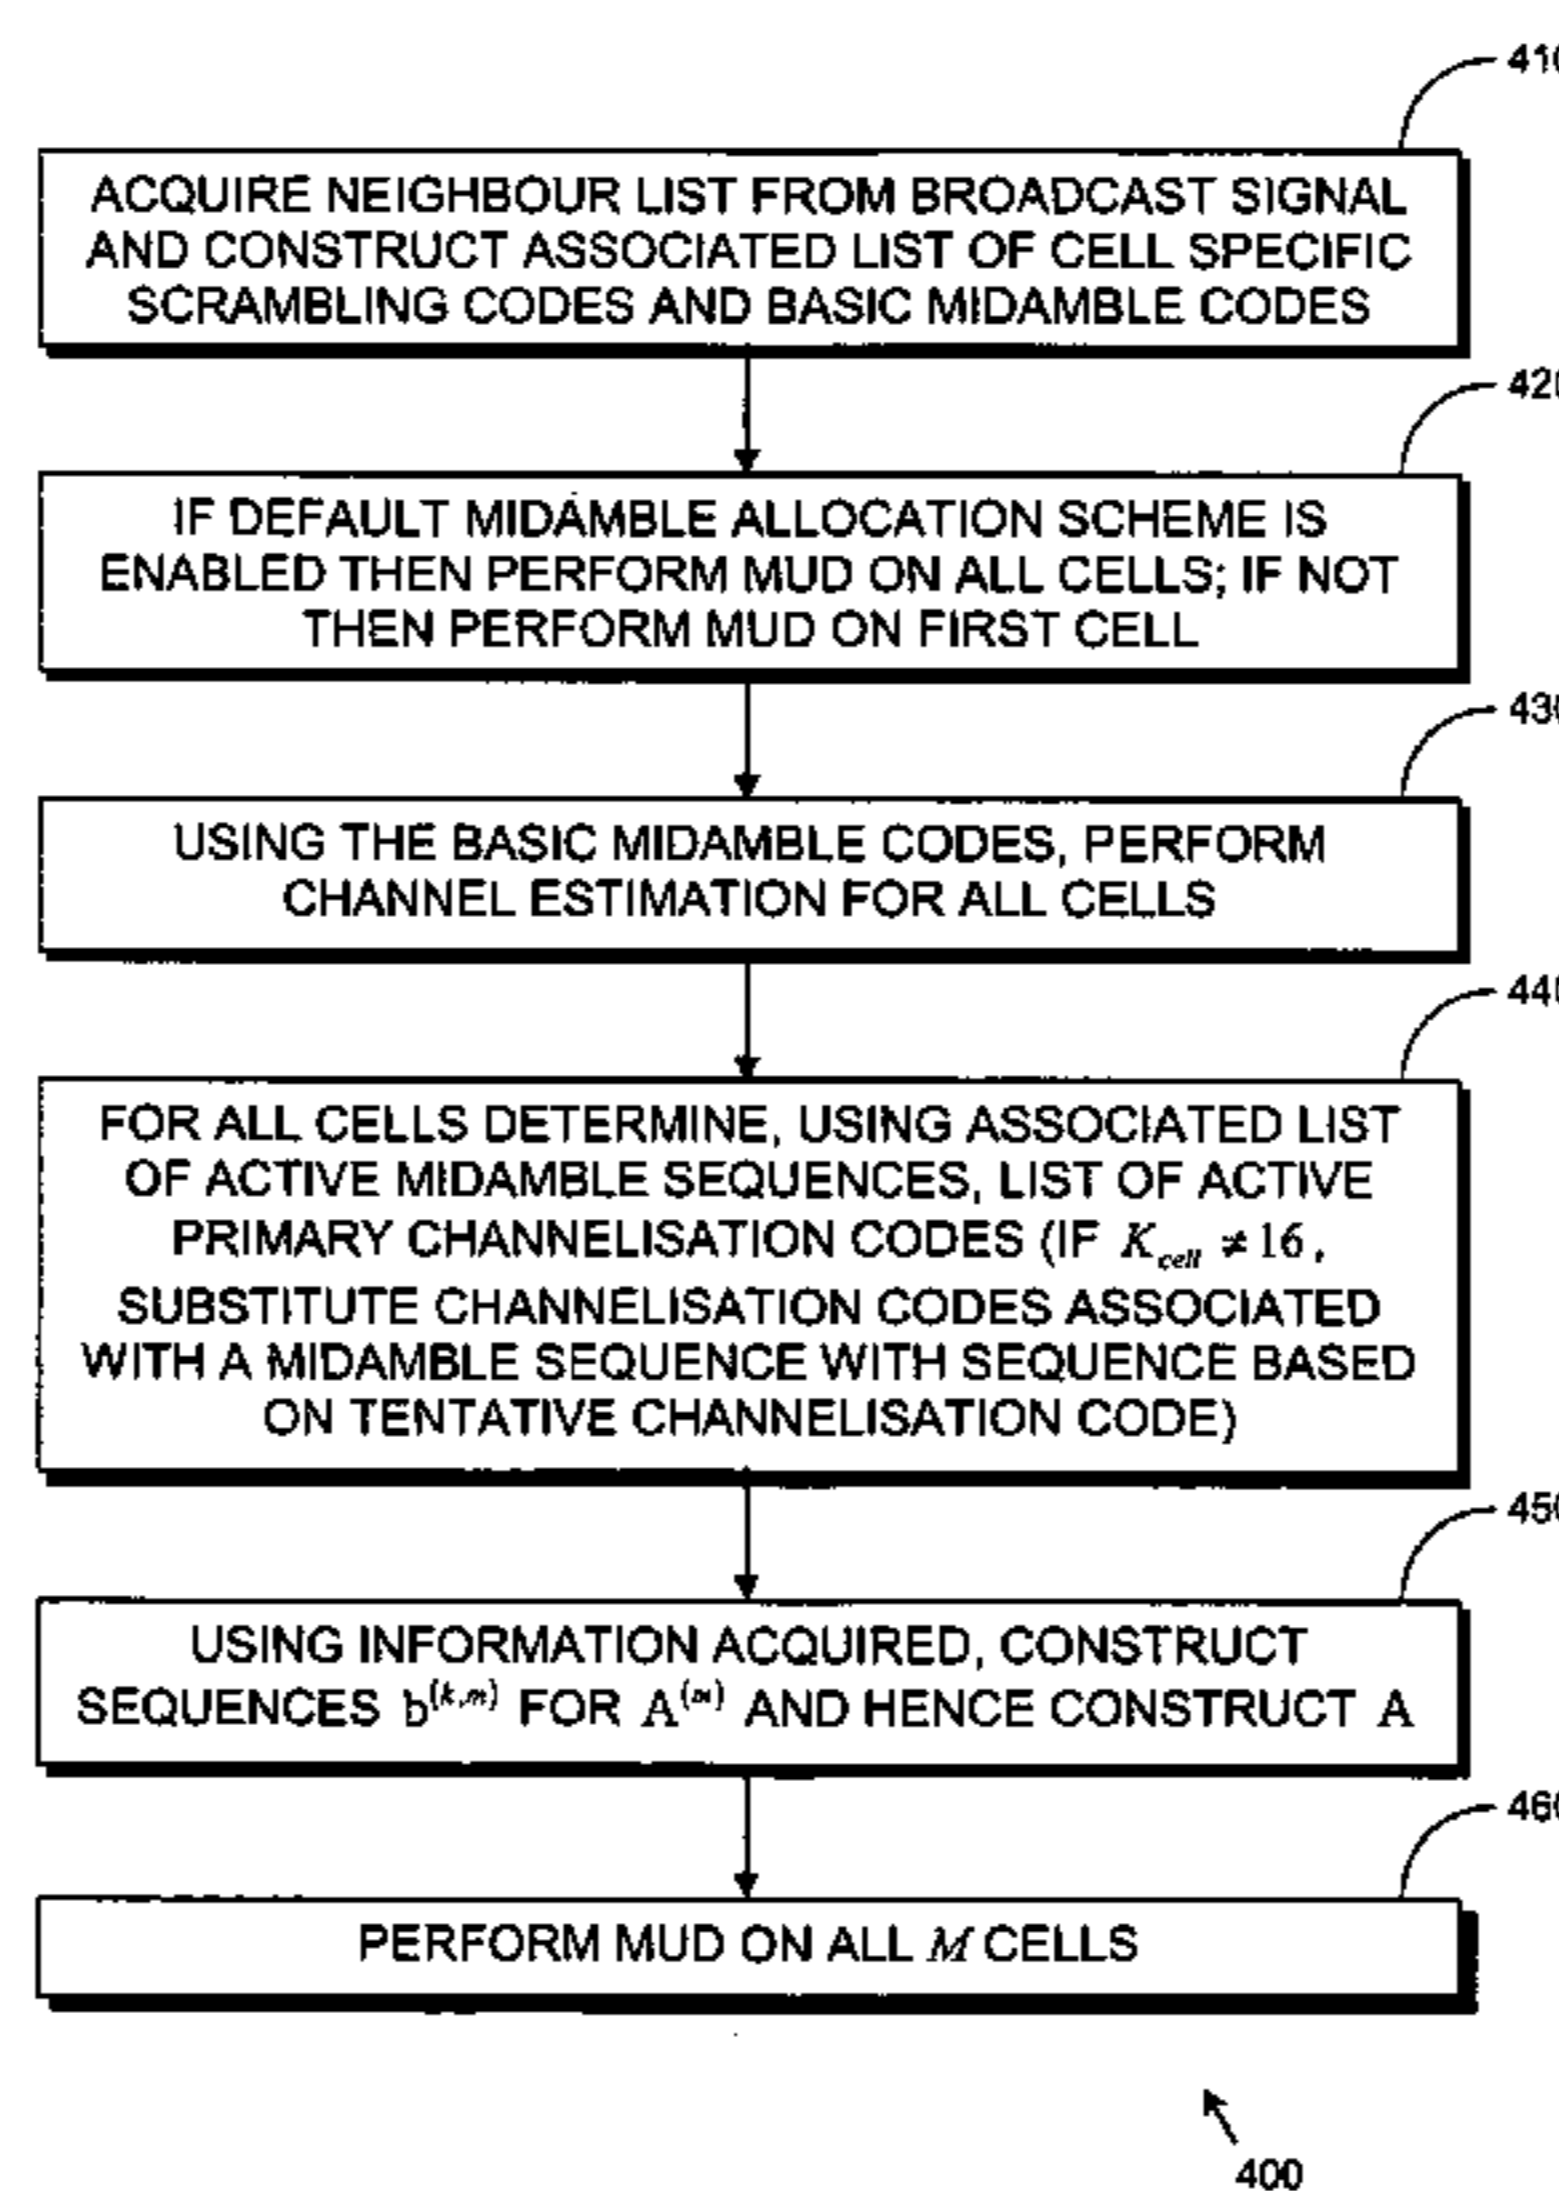 410
ACQUIRE NEIGHBOUR LIST FROM BROADCAST SIGNAL
AND CONSTRUCT ASSOCIATED LIST OF CELL SPECIFIC
SCRAMBLING CODES AND BASIC MIDAMBLE CODES
420
IF DEFAULT MIDAMBLE ALLOCATION SCHEME IS
ENABLED THEN PERFORM MUD ON ALL CELLS; IF NOT
THEN PERFORM MUD ON FIRST CELL
430
USING THE BASIC MIDAMBLE CODES, PERFORM
CHANNEL ESTIMATION FOR ALL CELLS
440
FOR ALL CELLS DETERMINE, USING ASSOCIATED LIST
OF ACTIVE MIDAMBLE SEQUENCES, LIST OF ACTIVE
PRIMARY CHANNELISATION CODES (IF K_cell ≠ 16,
SUBSTITUTE CHANNELISATION CODES ASSOCIATED
WITH A MIDAMBLE SEQUENCE WITH SEQUENCE BASED
ON TENTATIVE CHANNELISATION CODE)
450
USING INFORMATION ACQUIRED, CONSTRUCT
SEQUENCES b^(k,m) FOR A^(m) AND HENCE CONSTRUCT A
460
PERFORM MUD ON ALL M CELLS
400